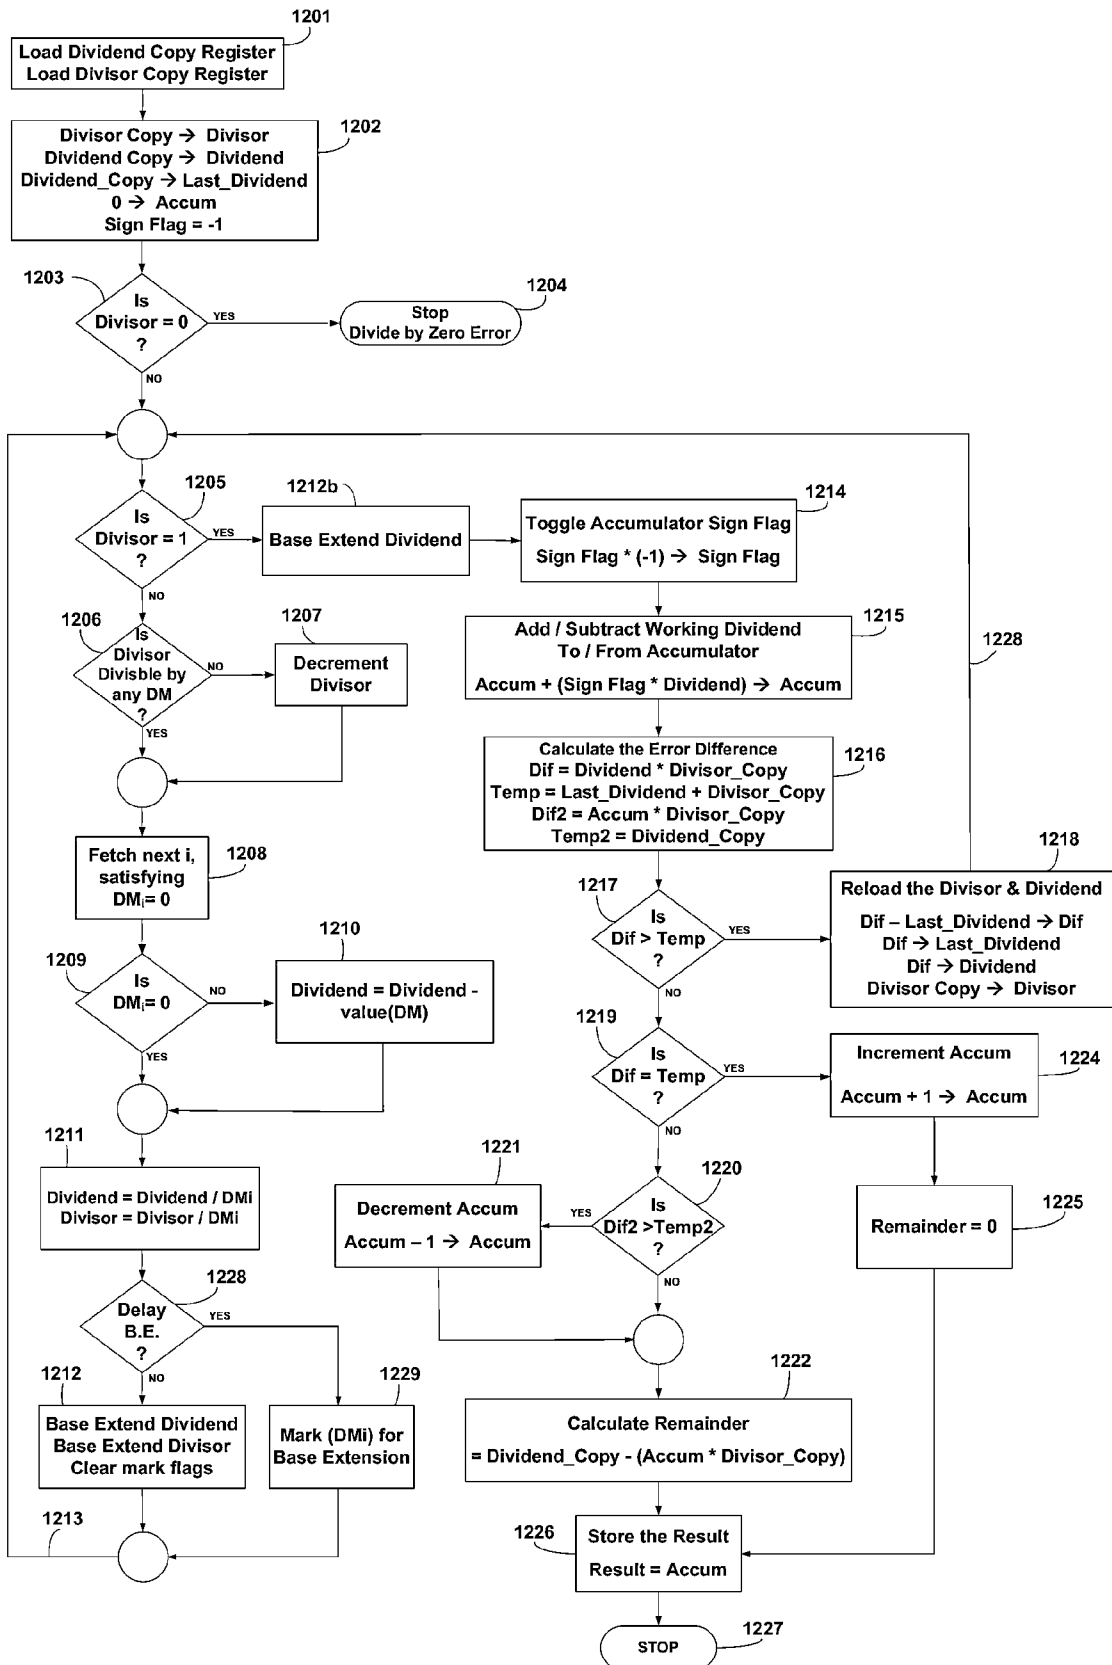 1201
Load Dividend Copy Register
Load Divisor Copy Register
1202
Divisor Copy → Divisor
Dividend Copy → Dividend
Dividend_Copy → Last_Dividend
0 → Accum
Sign Flag = -1
1203
Is
Divisor = 0
?
YES
NO
1204
Stop
Divide by Zero Error
1205
Is
Divisor = 1
?
YES
NO
1212b
Base Extend Dividend
1214
Toggle Accumulator Sign Flag
Sign Flag * (-1) → Sign Flag
1206
Is
Divisor
Divisble by
any DM
?
NO
YES
1207
Decrement
Divisor
1215
Add / Subtract Working Dividend
To / From Accumulator
Accum + (Sign Flag * Dividend) → Accum
1228
1216
Calculate the Error Difference
Dif = Dividend * Divisor_Copy
Temp = Last_Dividend + Divisor_Copy
Dif2 = Accum * Divisor_Copy
Temp2 = Dividend_Copy
1208
Fetch next i,
satisfying
DMᵢ= 0
1217
Is
Dif > Temp
?
YES
NO
1218
Reload the Divisor & Dividend
Dif – Last_Dividend → Dif
Dif → Last_Dividend
Dif → Dividend
Divisor Copy → Divisor
1209
Is
DMᵢ= 0
?
NO
YES
1210
Dividend = Dividend -
value(DM)
1219
Is
Dif = Temp
?
YES
NO
1224
Increment Accum
Accum + 1 → Accum
1211
Dividend = Dividend / DMi
Divisor = Divisor / DMi
1220
Is
Dif2 >Temp2
?
YES
NO
1221
Decrement Accum
Accum – 1 → Accum
1225
Remainder = 0
1228
Delay
B.E.
?
YES
NO
1212
Base Extend Dividend
Base Extend Divisor
Clear mark flags
1229
Mark (DMi) for
Base Extension
1222
Calculate Remainder
= Dividend_Copy - (Accum * Divisor_Copy)
1213
1226
Store the Result
Result = Accum
1227
STOP